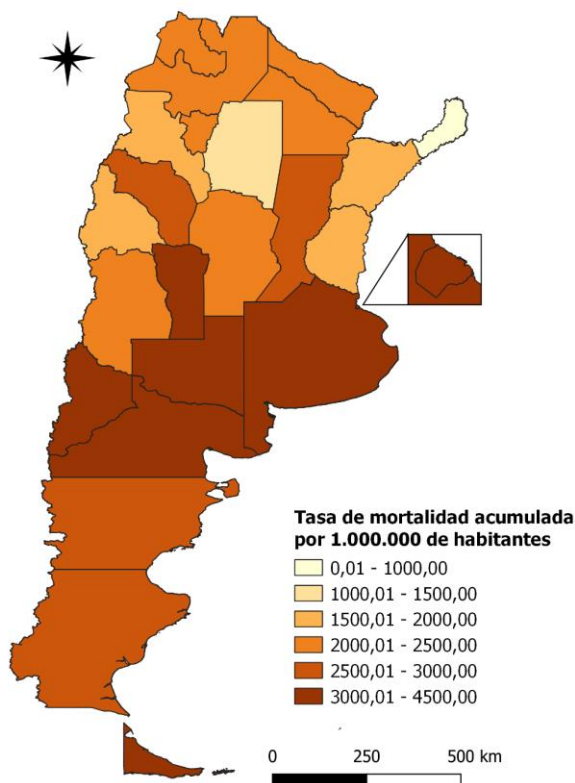 Tasa de mortalidad acumulada
por 1.000.000 de habitantes
0,01 - 1000,00
1000,01 - 1500,00
1500,01 - 2000,00
2000,01 - 2500,00
2500,01 - 3000,00
3000,01 - 4500,00
0 250 500 km